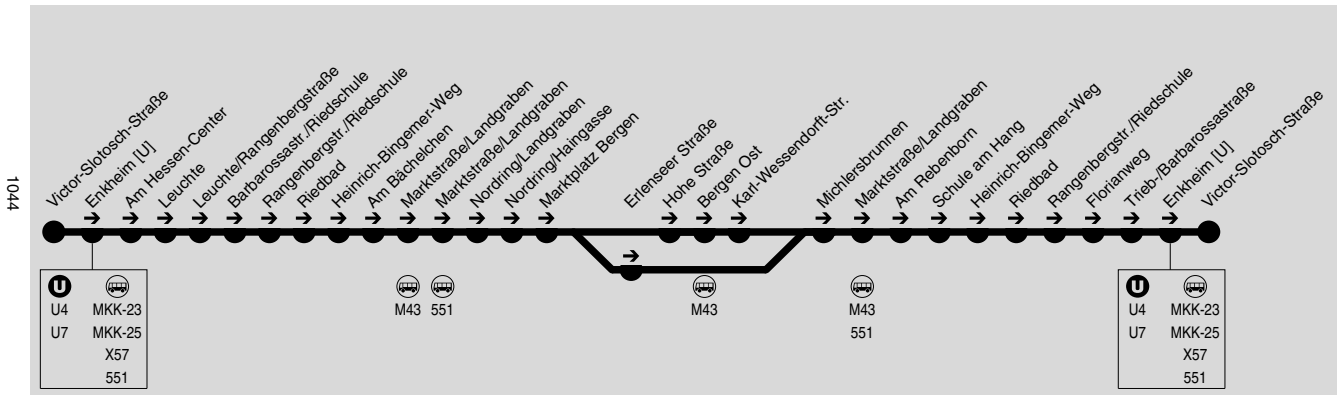 Victor-Slotosch-Straße
Enkheim [U]
Am Hessen-Center
Leuchte
Leuchte/Rangenbergstraße
Barbarossastr./Riedschule
Rangenbergstr./Riedschule
Riedbad
Heinrich-Bingemer-Weg
Am Bächelchen
Marktstraße/Landgraben
Marktstraße/Landgraben
Nordring/Landgraben
Nordring/Haingasse
Marktplatz Bergen
Erlenseer Straße
Hohe Straße
Bergen Ost
Karl-Wessendorft-Str.
Michlersbrunnen
Marktstraße/Landgraben
Am Rebenborn
Schule am Hang
Heinrich-Bingemer-Weg
Riedbad
Rangenbergstr./Riedschule
Florianweg
Trieb-/Barbarossastraße
Enkheim [U]
Victor-Slotosch-Straße
1044
U
U4 MKK-23
U7 MKK-25
X57
551
M43 551
M43
M43
551
U
U4 MKK-23
U7 MKK-25
X57
551